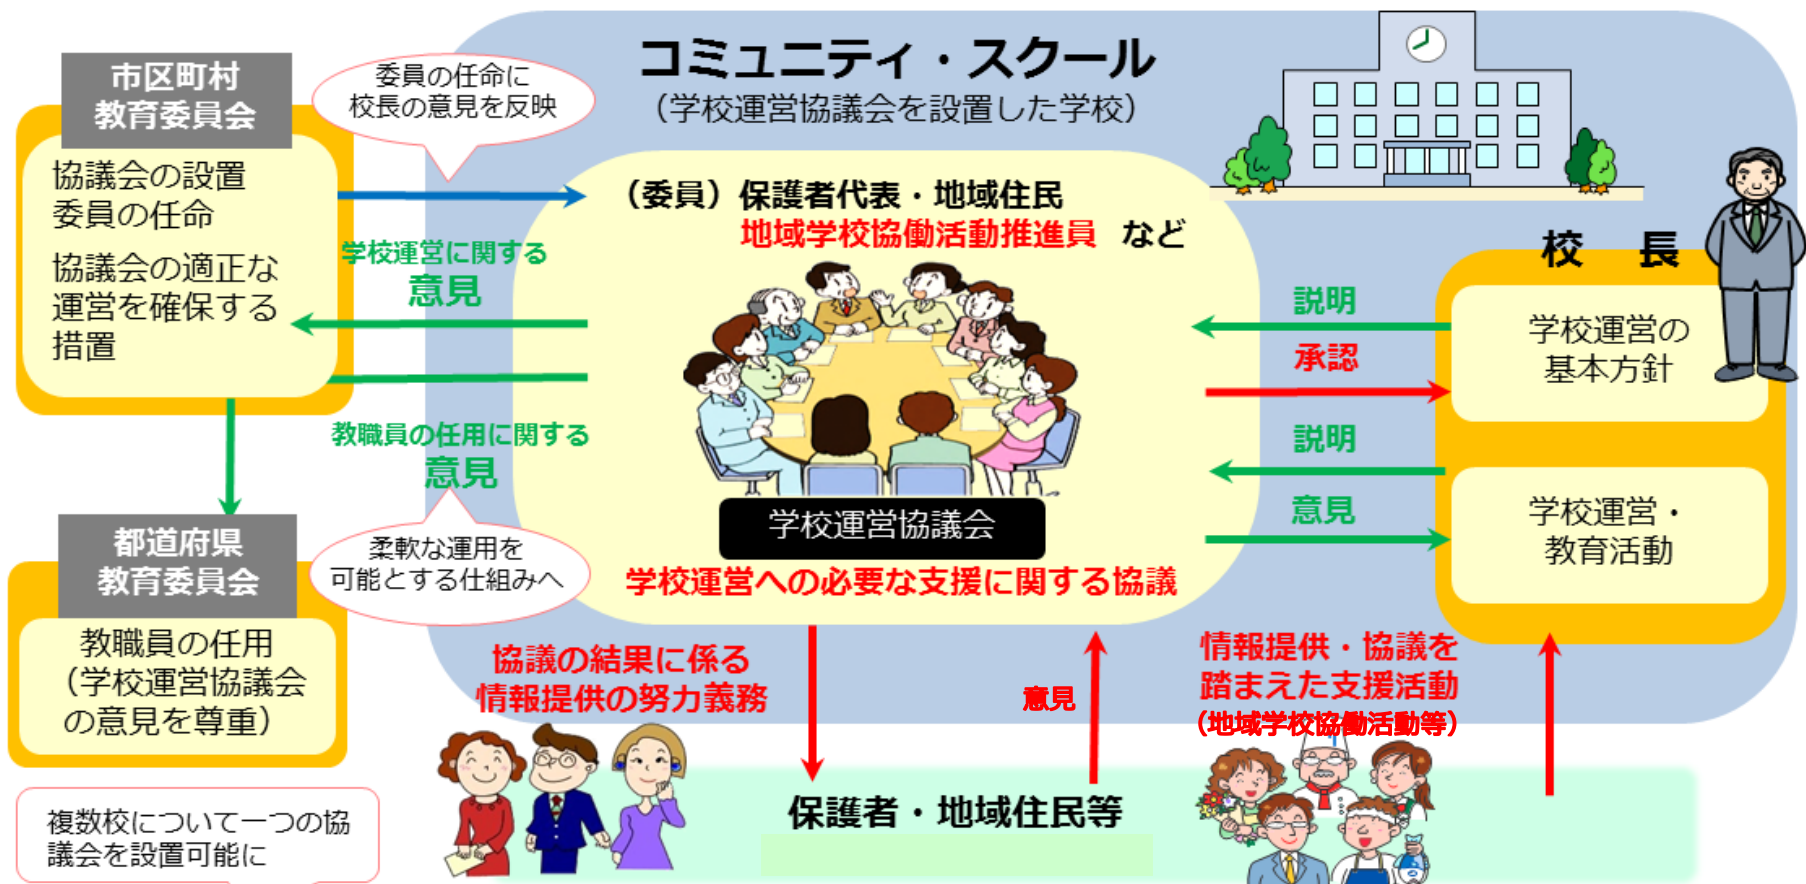 コミュニティ・スクール
（学校運営協議会を設置した学校）
市区町村
教育委員会
協議会の設置
委員の任命
協議会の適正な
運営を確保する
措置
委員の任命に
校長の意見を反映
学校運営に関する
意見
教職員の任用に関する
意見
柔軟な運用を
可能とする仕組みへ
都道府県
教育委員会
教職員の任用
（学校運営協議会
の意見を尊重）
複数校について一つの協
議会を設置可能に
（委員）保護者代表・地域住民
地域学校協働活動推進員　など
学校運営協議会
学校運営への必要な支援に関する協議
説明
承認
説明
意見
校　長
学校運営の
基本方針
学校運営・
教育活動
協議の結果に係る
情報提供の努力義務
意見
情報提供・協議を
踏まえた支援活動
（地域学校協働活動等）
保護者・地域住民等